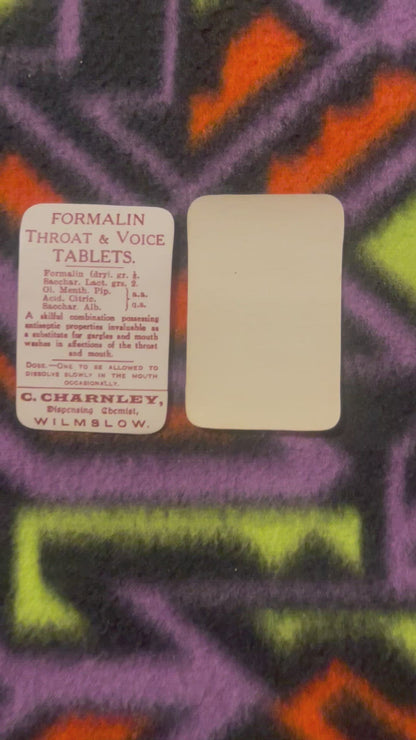 FORMALIN
THROAT & VOICE
TABLETS.
Formalin (dry). gr. ½.
Sacchar. Lact. grs. 2.
Ol. Menth. Pip. } a.a.
Acid. Citric.
Sacchar. Alb. } q.s.
A skilful combination possessing
antiseptic properties invaluable as
a substitute for gargles and mouth
washes in affections of the throat
and mouth.
DOSE.—ONE TO BE ALLOWED TO
DISSOLVE SLOWLY IN THE MOUTH
OCCASIONALLY.
C. CHARNLEY,
Dispensing Chemist,
WILMSLOW.